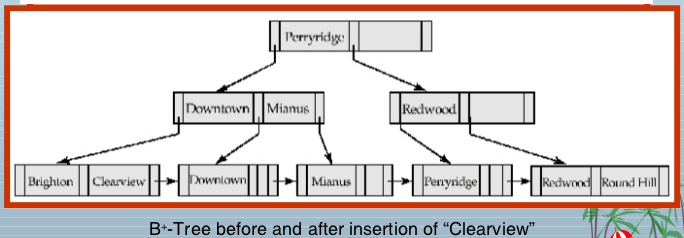 Perryridge
Downtown Mianus Redwood
Brighton Clearview Downtown Mianus Perryridge Redwood Round Hill
B+-Tree before and after insertion of “Clearview”